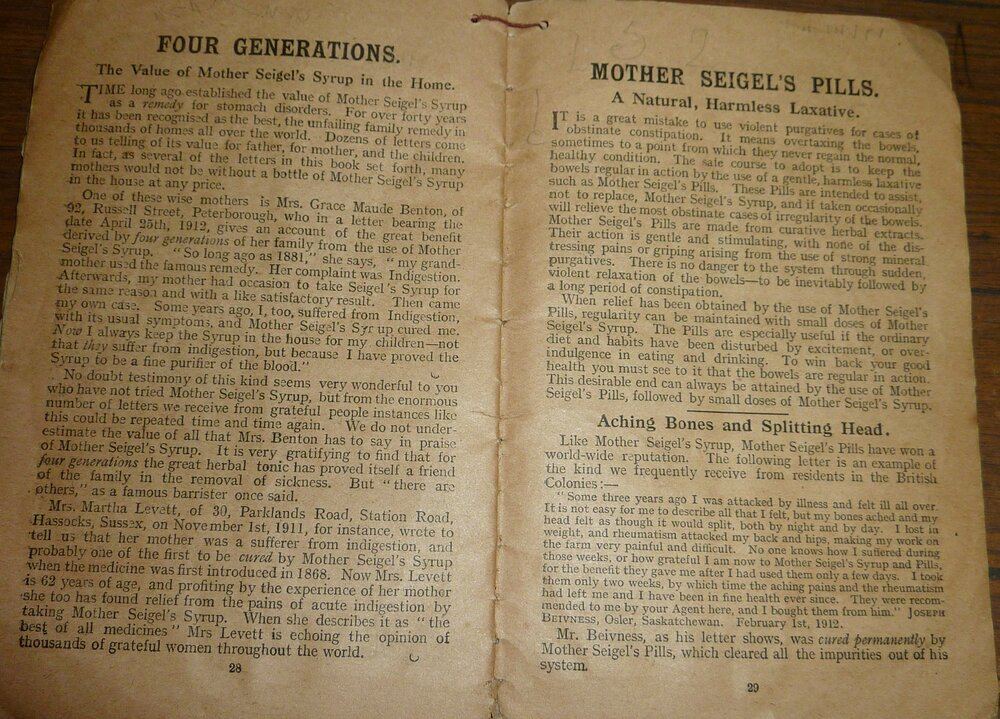 FOUR GENERATIONS.
The Value of Mother Seigel's Syrup in the Home.
TIME long ago established the value of Mother Seigel's Syrup
as a remedy for stomach disorders. For over forty years
it has been recognised as the best, the unfailing family remedy in
thousands of homes all over the world. Dozens of letters come
to us telling of its value for father, for mother, and the children.
In fact, as several of the letters in this book set forth, many
mothers would not be without a bottle of Mother Seigel's Syrup
in the house at any price.
One of these wise mothers is Mrs. Grace Maude Benton, of
92, Russell Street, Peterborough, who in a letter bearing the
date April 25th, 1912, gives an account of the great benefit
derived by four generations of her family from the use of Mother
Seigel's Syrup. "So long ago as 1881," she says, "my grand-
mother used the famous remedy. Her complaint was Indigestion.
Afterwards, my mother had occasion to take Seigel's Syrup for
the same reason and with a like satisfactory result. Then came
my own case. Some years ago, I, too, suffered from Indigestion,
with its usual symptoms, and Mother Seigel's Syrup cured me.
Now I always keep the Syrup in the house for my children—not
that they suffer from indigestion, but because I have proved the
Syrup to be a fine purifier of the blood."
No doubt testimony of this kind seems very wonderful to you
who have not tried Mother Seigel's Syrup, but from the enormous
number of letters we receive from grateful people instances like
this could be repeated time and time again. We do not under-
estimate the value of all that Mrs. Benton has to say in praise
of Mother Seigel's Syrup. It is very gratifying to find that for
four generations the great herbal tonic has proved itself a friend
of the family in the removal of sickness. But "there are
others," as a famous barrister once said.
Mrs. Martha Levett, of 30, Parklands Road, Station Road,
Hassocks, Sussex, on November 1st, 1911, for instance, wrote to
tell us that her mother was a sufferer from indigestion, and
probably one of the first to be cured by Mother Seigel's Syrup
when the medicine was first introduced in 1868. Now Mrs. Levett
is 62 years of age, and profiting by the experience of her mother
she too has found relief from the pains of acute indigestion by
taking Mother Seigel's Syrup. When she describes it as "the
best of all medicines" Mrs Levett is echoing the opinion of
thousands of grateful women throughout the world.
28
MOTHER SEIGEL'S PILLS.
A Natural, Harmless Laxative.
IT is a great mistake to use violent purgatives for cases of
obstinate constipation. It means overtaxing the bowels,
sometimes to a point from which they never regain the normal,
healthy condition. The safe course to adopt is to keep the
bowels regular in action by the use of a gentle, harmless laxative
such as Mother Seigel's Pills. These Pills are intended to assist,
not to replace, Mother Seigel's Syrup, and if taken occasionally
will relieve the most obstinate cases of irregularity of the bowels.
Mother Seigel's Pills are made from curative herbal extracts.
Their action is gentle and stimulating, with none of the dis-
tressing pains or griping arising from the use of strong mineral
purgatives. There is no danger to the system through sudden,
violent relaxation of the bowels—to be inevitably followed by
a long period of constipation.
When relief has been obtained by the use of Mother Seigel's
Pills, regularity can be maintained with small doses of Mother
Seigel's Syrup. The Pills are especially useful if the ordinary
diet and habits have been disturbed by excitement, or over-
indulgence in eating and drinking. To win back your good
health you must see to it that the bowels are regular in action.
This desirable end can always be attained by the use of Mother
Seigel's Pills, followed by small doses of Mother Seigel's Syrup.
Aching Bones and Splitting Head.
Like Mother Seigel's Syrup, Mother Seigel's Pills have won a
world-wide reputation. The following letter is an example of
the kind we frequently receive from residents in the British
Colonies:—
"Some three years ago I was attacked by illness and felt ill all over.
It is not easy for me to describe all that I felt, but my bones ached and my
head felt as though it would split, both by night and by day. I lost in
weight, and rheumatism attacked my back and hips, making my work on
the farm very painful and difficult. No one knows how I suffered during
those weeks, or how grateful I am now to Mother Seigel's Syrup and Pills,
for the benefit they gave me after I had used them only a few days. I took
them only two weeks, by which time the aching pains and the rheumatism
had left me and I have been in fine health ever since. They were recom-
mended to me by your Agent here, and I bought them from him." JOSEPH
BEIVNESS, Osler, Saskatchewan. February 1st, 1912.
Mr. Beivness, as his letter shows, was cured permanently by
Mother Seigel's Pills, which cleared all the impurities out of his
system.
29